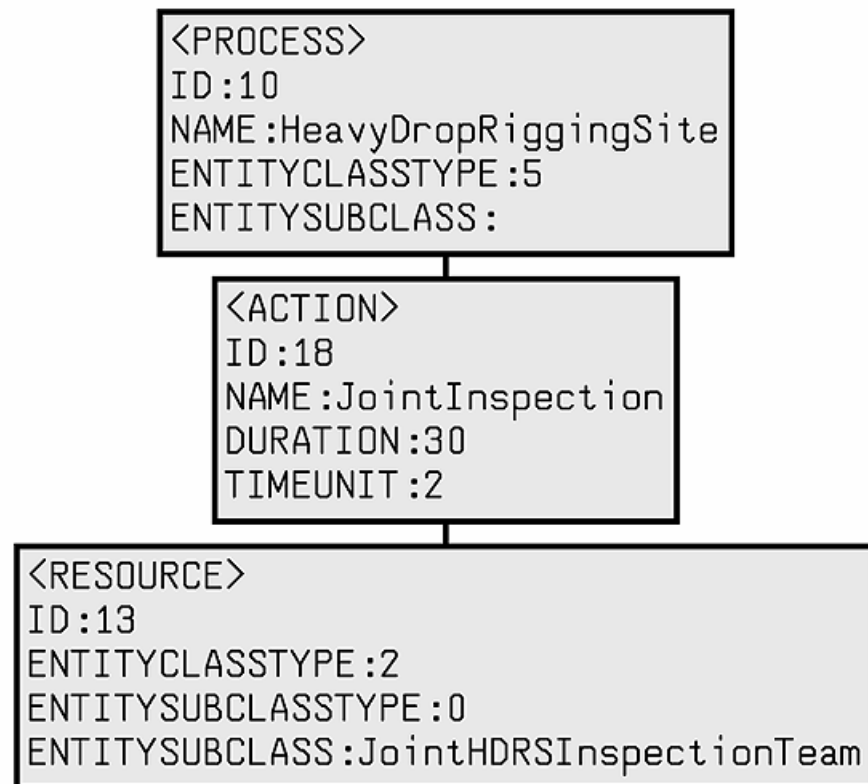 <PROCESS>
ID:10
NAME:HeavyDropRiggingSite
ENTITYCLASSTYPE:5
ENTITYSUBCLASS:
<ACTION>
ID:18
NAME:JointInspection
DURATION:30
TIMEUNIT:2
<RESOURCE>
ID:13
ENTITYCLASSTYPE:2
ENTITYSUBCLASSTYPE:0
ENTITYSUBCLASS:JointHDRSInspectionTeam